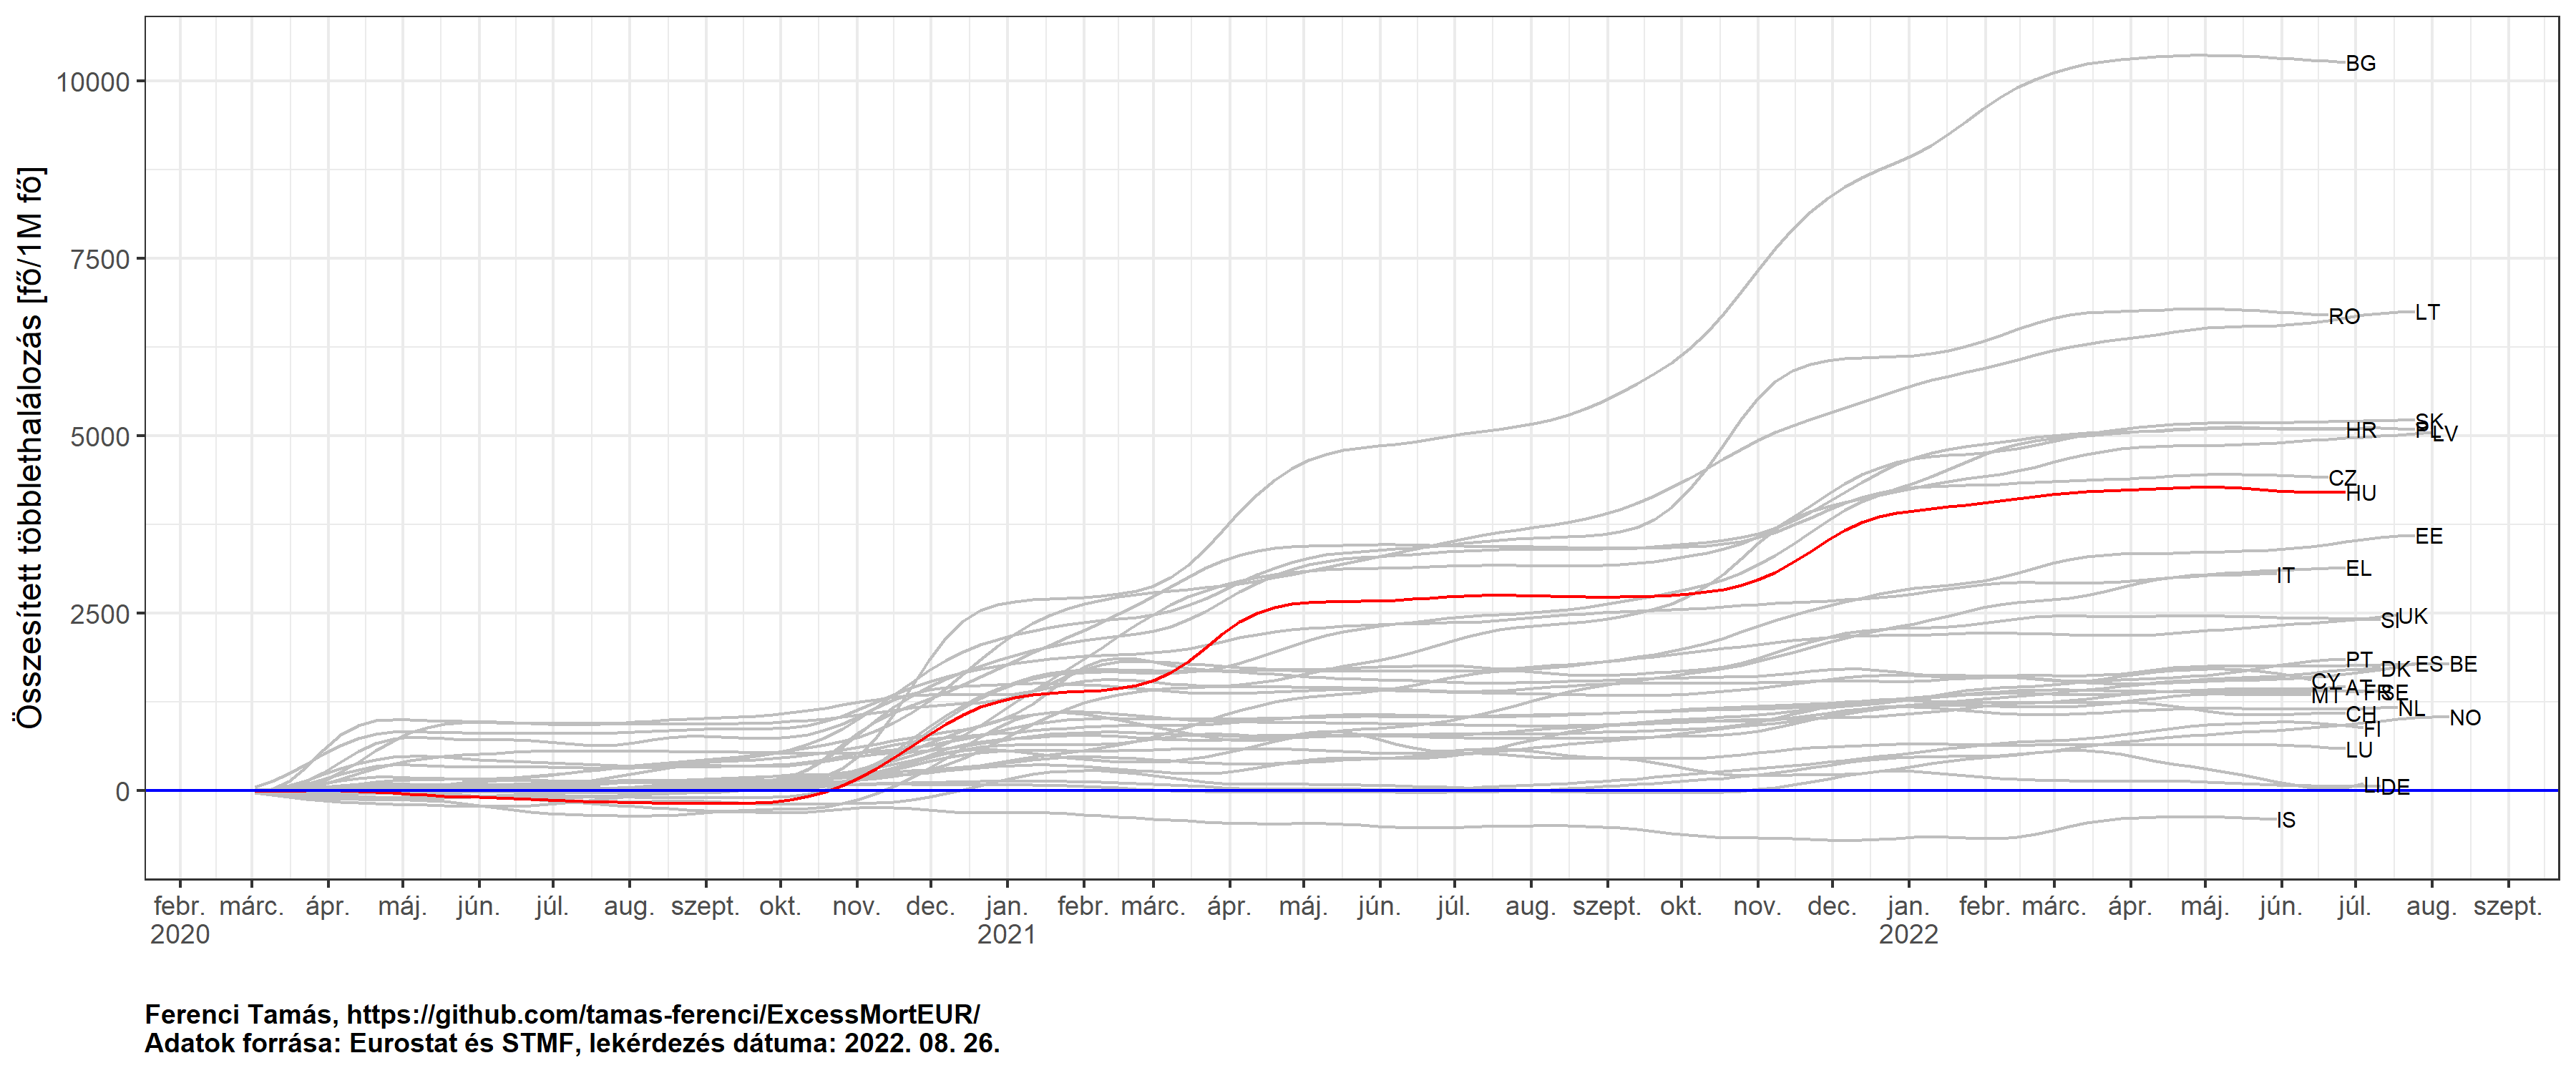 Összesített többlethalálozás [fő/1M fő]
10000
7500
5000
2500
0
BG
RO
LT
SK
HR
PL
LV
CZ
HU
EE
EL
IT
UK
SI
PT
ES
BE
DK
CY
AT
FR
SE
MT
NL
CH
NO
FI
LU
LI
DE
IS
febr. márc. ápr. máj. jún. júl. aug. szept. okt. nov. dec. jan. febr. márc. ápr. máj. jún. júl. aug. szept. okt. nov. dec. jan. febr. márc. ápr. máj. jún. júl. aug. szept.
2020 2021 2022
Ferenci Tamás, https://github.com/tamas-ferenci/ExcessMortEUR/
Adatok forrása: Eurostat és STMF, lekérdezés dátuma: 2022. 08. 26.